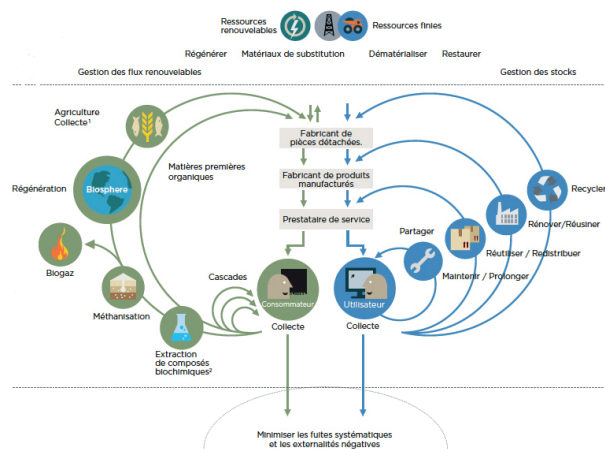 Ressources
renouvelables
Ressources finies
Régénérer
Matériaux de substitution
Dématérialiser
Restaurer
Gestion des flux renouvelables
Gestion des stocks
Agriculture
Collecte¹
Fabricant de
pièces détachées.
Matières premières
organiques
Fabricant de produits
manufacturés
Régénération
Biosphere
Recycler
Prestataire de service
Rénover/Réusiner
Partager
Réutiliser / Redistribuer
Biogaz
Maintenir / Prolonger
Cascades
Consommateur
Utilisateur
Méthanisation
Collecte
Collecte
Extraction
de composés
biochimiques²
Minimiser les fuites systématiques
et les externalités négatives